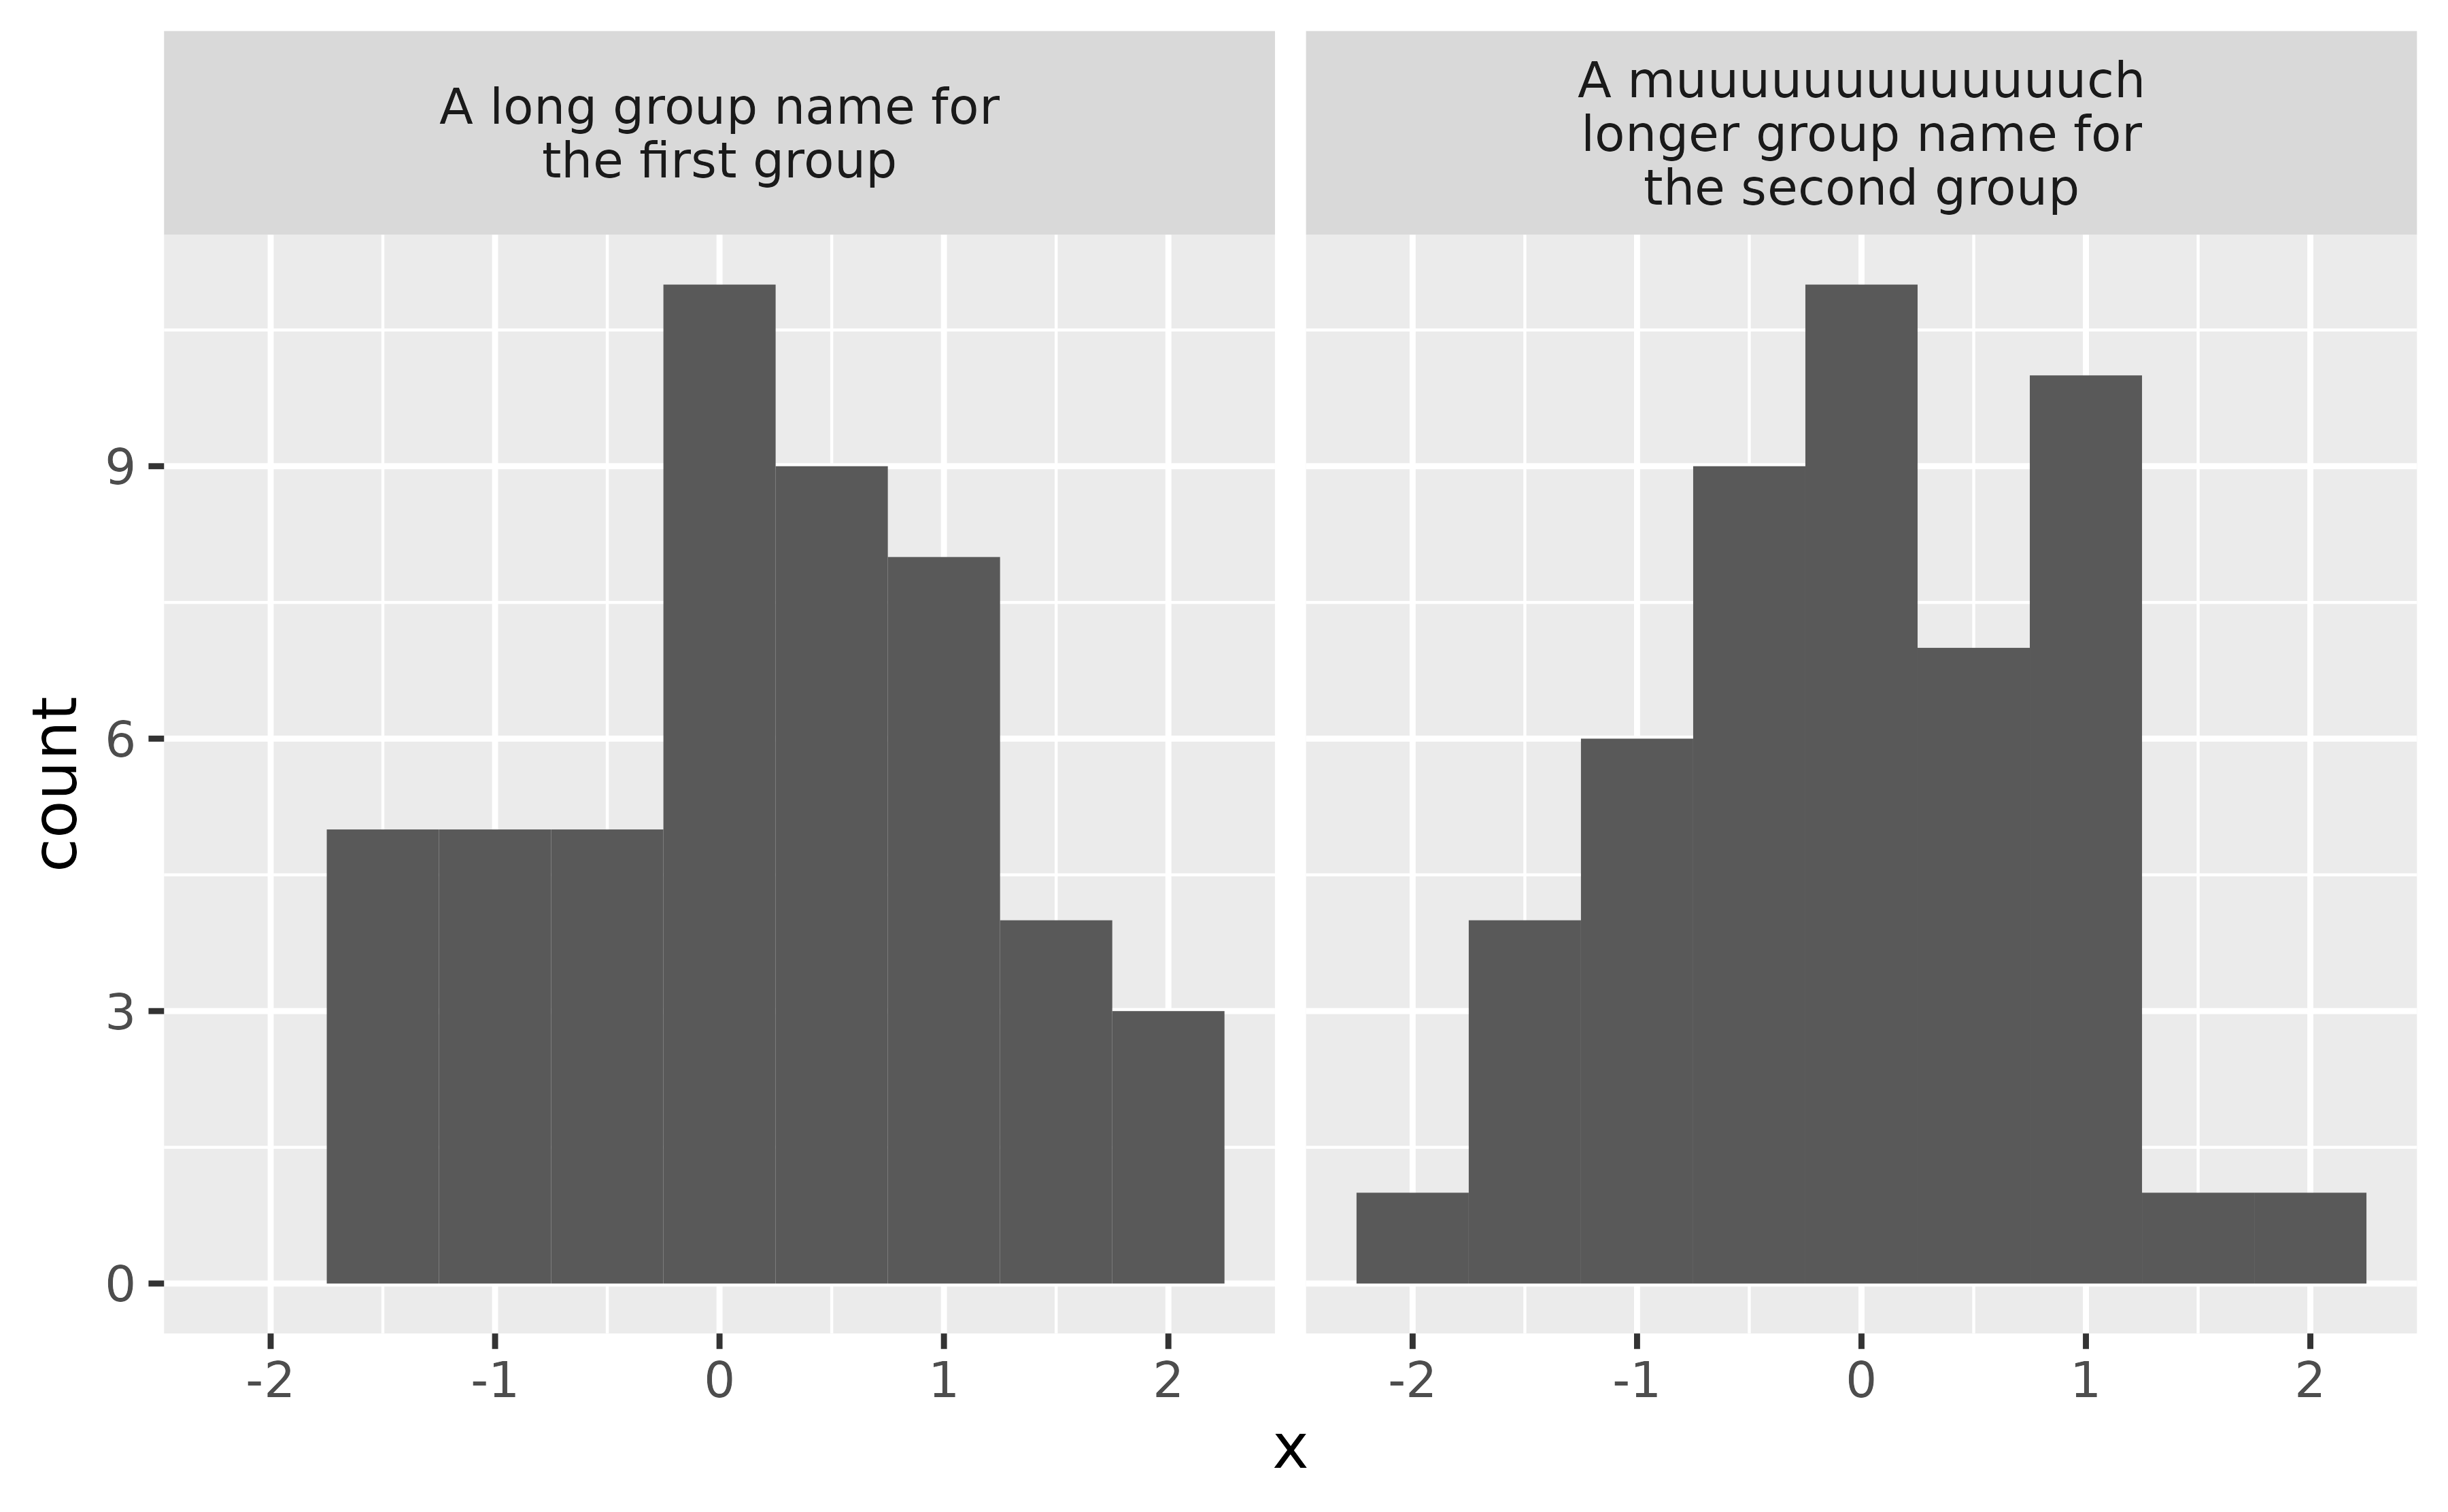 A long group name for
the first group
A muuuuuuuuuuuuuch
longer group name for
the second group
count
9
6
3
0
-2 -1 0 1 2
-2 -1 0 1 2
x